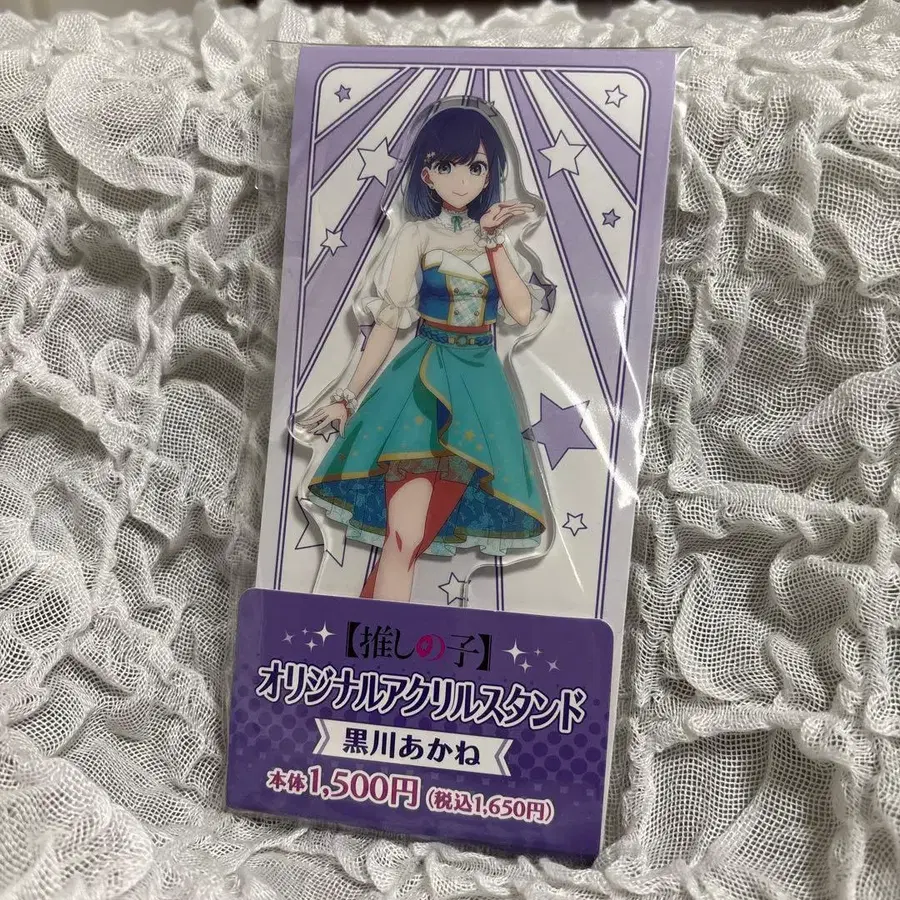 【推しの子】
オリジナルアクリルスタンド
黒川あかね
本体1,500円(税込1,650円)